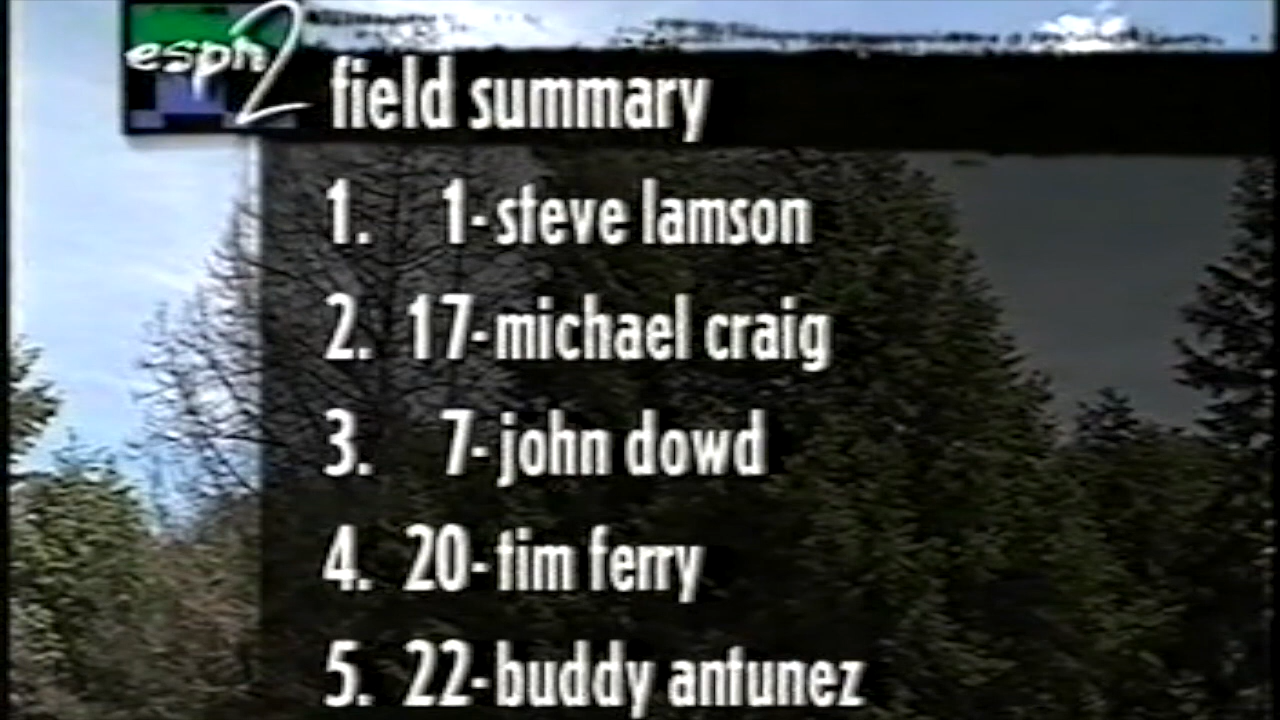 espn2
field summary
1. 1-steve lamson
2. 17-michael craig
3. 7-john dowd
4. 20-tim ferry
5. 22-buddy antunez